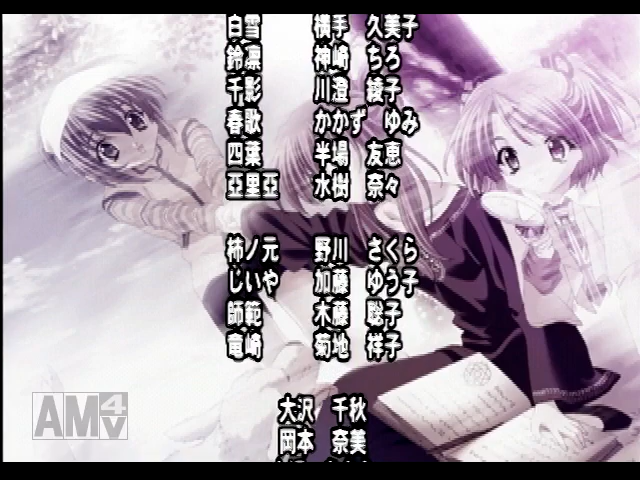 白雪 横手 久美子
鈴凛 神崎 ちろ
千影 川澄 綾子
春歌 かかず ゆみ
四葉 半場 友恵
亞里亞 水樹 奈々
柿ノ元 野川 さくら
じいや 加藤 ゆう子
師範 木藤 聡子
竜崎 菊地 祥子
大沢 千秋
岡本 奈美
AM4V